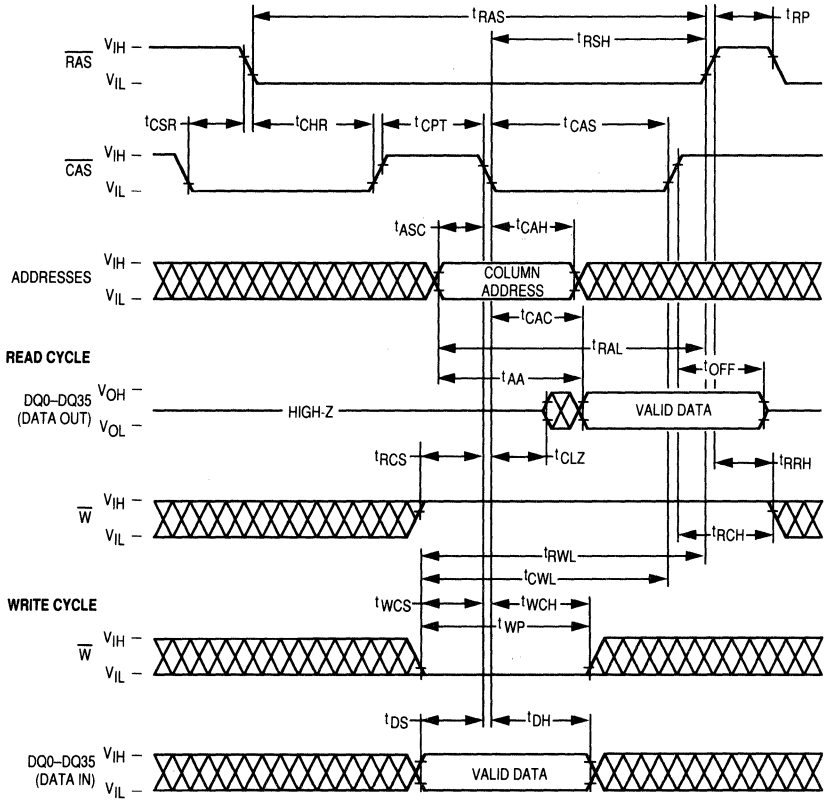 tRAS
tRP
tRSH
RAS
VIH
VIL
tCSR
tCHR
tCPT
tCAS
CAS
VIH
VIL
tASC
tCAH
ADDRESSES
VIH
VIL
COLUMN
ADDRESS
tCAC
READ CYCLE
tRAL
tAA
tOFF
DQ0–DQ35
(DATA OUT)
VOH
VOL
HIGH-Z
VALID DATA
tRCS
tCLZ
tRRH
W
VIH
VIL
tRCH
tRWL
tCWL
WRITE CYCLE
tWCS
tWCH
tWP
W
VIH
VIL
tDS
tDH
DQ0–DQ35
(DATA IN)
VIH
VIL
VALID DATA